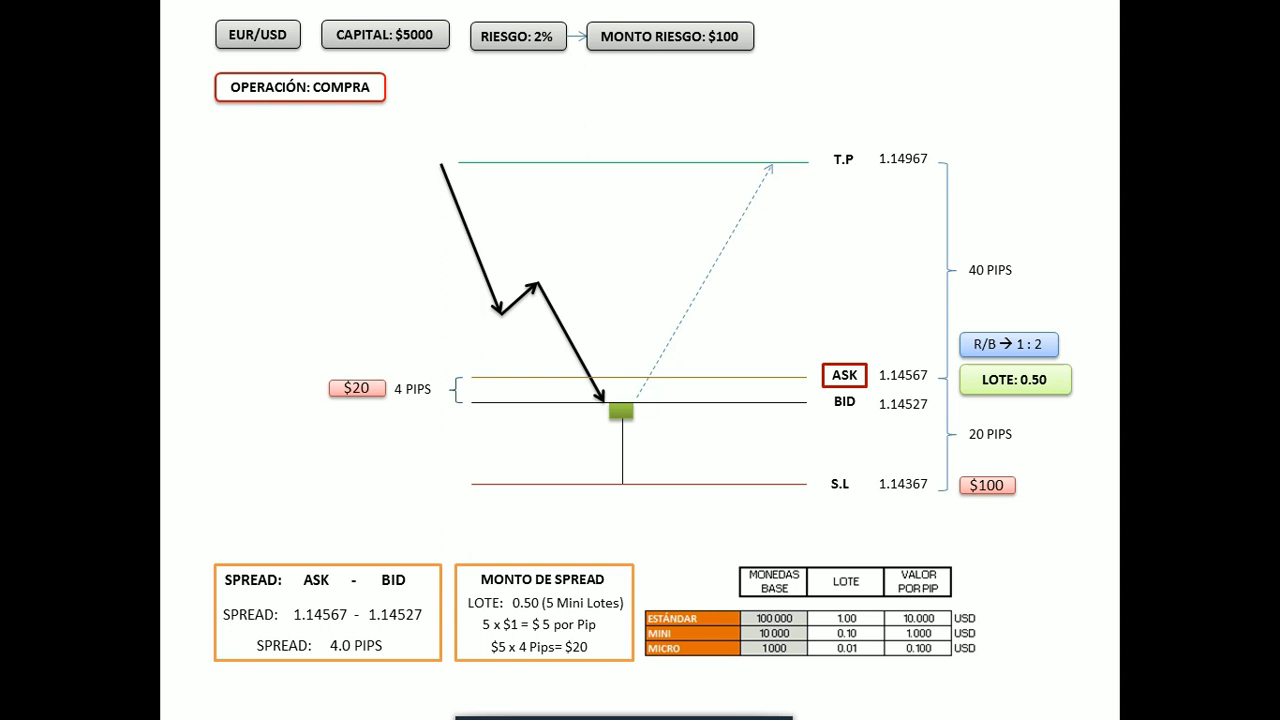 EUR/USD
CAPITAL: $5000
RIESGO: 2%
MONTO RIESGO: $100
OPERACIÓN: COMPRA
T.P 1.14967
40 PIPS
R/B → 1 : 2
ASK 1.14567
LOTE: 0.50
$20 4 PIPS
BID 1.14527
20 PIPS
S.L 1.14367
$100
SPREAD: ASK - BID
SPREAD: 1.14567 - 1.14527
SPREAD: 4.0 PIPS
MONTO DE SPREAD
LOTE: 0.50 (5 Mini Lotes)
5 x $1 = $ 5 por Pip
$5 x 4 Pips= $20
MONEDAS BASE LOTE VALOR POR PIP
ESTÁNDAR 100 000 1.00 10.000 USD
MINI 10 000 0.10 1.000 USD
MICRO 1 000 0.01 0.100 USD